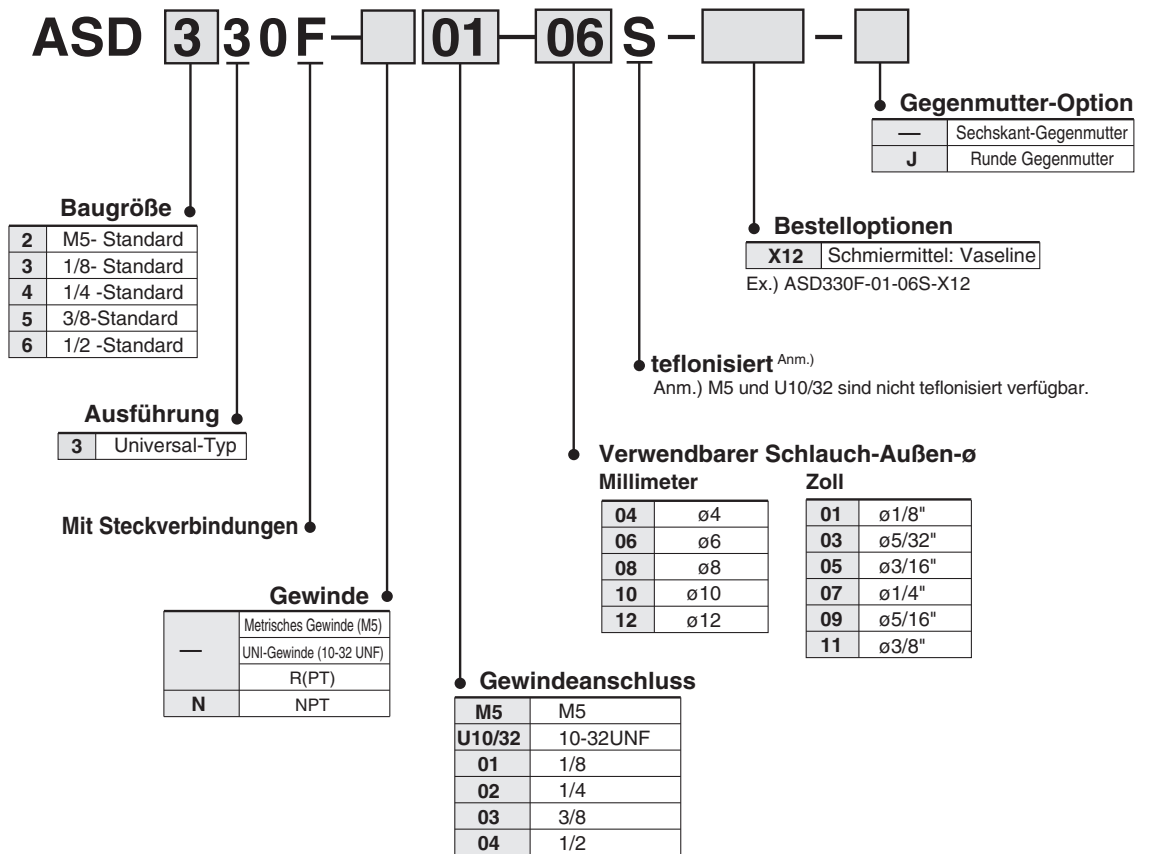 ASD 3 3 0 F — 01 — 06 S — —
Gegenmutter-Option
— Sechskant-Gegenmutter
J Runde Gegenmutter
Baugröße
2 M5- Standard
3 1/8- Standard
4 1/4 -Standard
5 3/8-Standard
6 1/2 -Standard
Bestelloptionen
X12 Schmiermittel: Vaseline
Ex.) ASD330F-01-06S-X12
teflonisiert Anm.)
Anm.) M5 und U10/32 sind nicht teflonisiert verfügbar.
Ausführung
3 Universal-Typ
Verwendbarer Schlauch-Außen-ø
Millimeter
04 ø4
06 ø6
08 ø8
10 ø10
12 ø12
Zoll
01 ø1/8"
03 ø5/32"
05 ø3/16"
07 ø1/4"
09 ø5/16"
11 ø3/8"
Mit Steckverbindungen
Gewinde
— Metrisches Gewinde (M5)
UNI-Gewinde (10-32 UNF)
R(PT)
N NPT
Gewindeanschluss
M5 M5
U10/32 10-32UNF
01 1/8
02 1/4
03 3/8
04 1/2